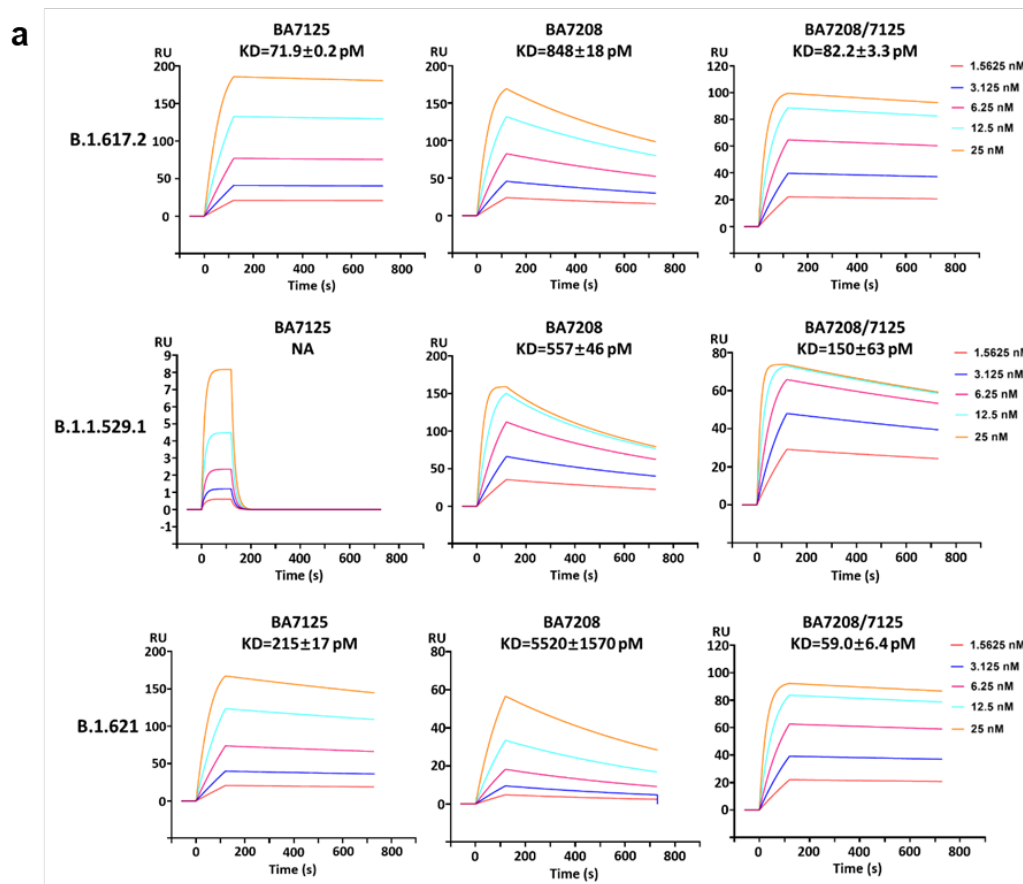 a
BA7125
KD=71.9±0.2 pM
RU
200
150
100
50
0
0 200 400 600 800
Time (s)
BA7208
KD=848±18 pM
RU
200
150
100
50
0
0 200 400 600 800
Time (s)
BA7208/7125
KD=82.2±3.3 pM
RU
120
100
80
60
40
20
0
0 200 400 600 800
Time (s)
1.5625 nM
3.125 nM
6.25 nM
12.5 nM
25 nM
B.1.617.2
BA7125
NA
RU
9
8
7
6
5
4
3
2
1
0
-1
0 200 400 600 800
Time (s)
BA7208
KD=557±46 pM
RU
200
150
100
50
0
0 200 400 600 800
Time (s)
BA7208/7125
KD=150±63 pM
RU
80
60
40
20
0
0 200 400 600 800
Time (s)
1.5625 nM
3.125 nM
6.25 nM
12.5 nM
25 nM
B.1.1.529.1
BA7125
KD=215±17 pM
RU
200
150
100
50
0
0 200 400 600 800
Time (s)
BA7208
KD=5520±1570 pM
RU
80
60
40
20
0
0 200 400 600 800
Time (s)
BA7208/7125
KD=59.0±6.4 pM
RU
120
100
80
60
40
20
0
0 200 400 600 800
Time (s)
1.5625 nM
3.125 nM
6.25 nM
12.5 nM
25 nM
B.1.621